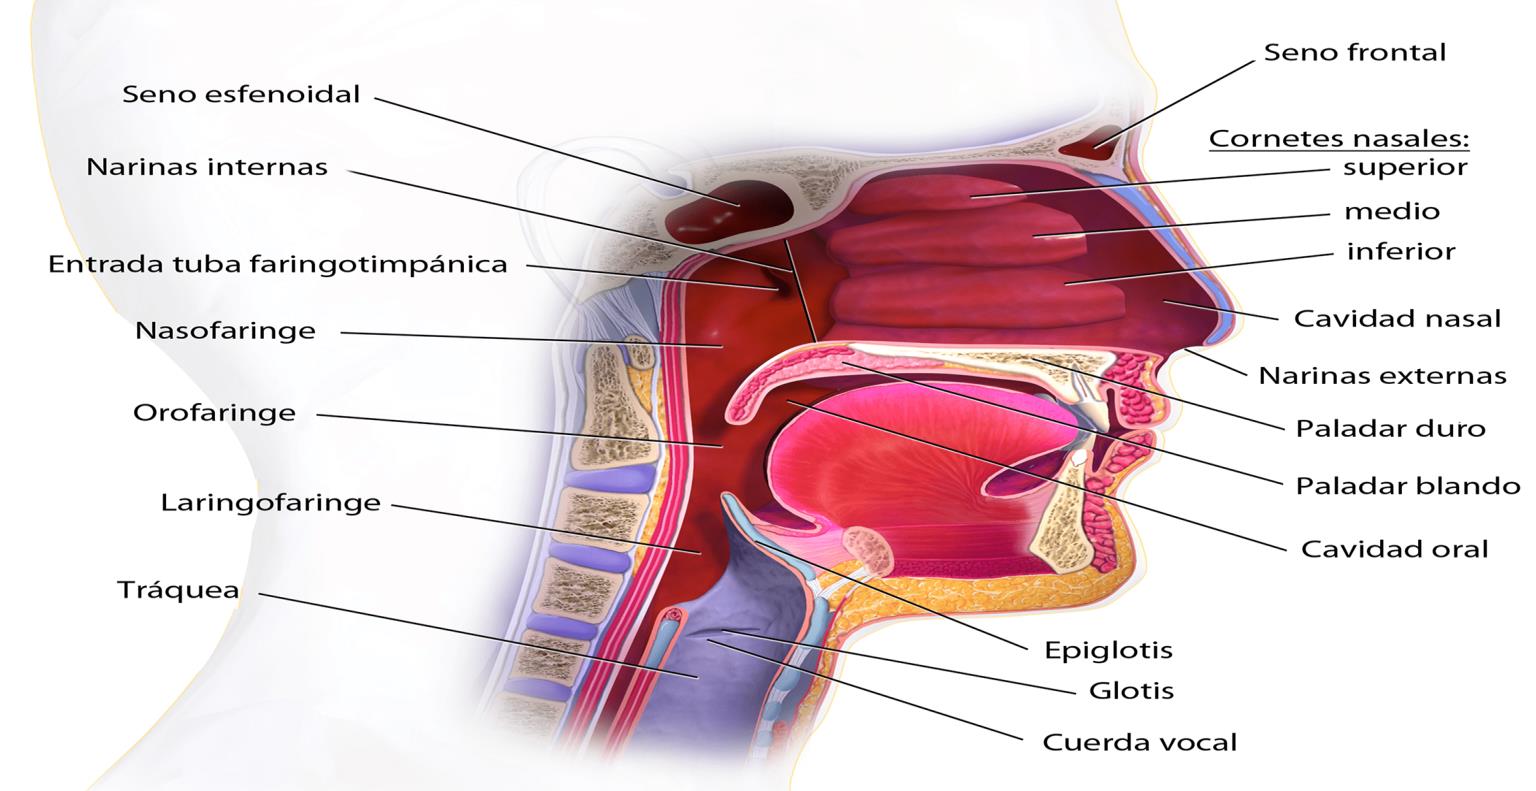 Seno esfenoidal
Narinas internas
Entrada tuba faringotimpánica
Nasofaringe
Orofaringe
Laringofaringe
Tráquea
Seno frontal
Cornetes nasales:
superior
medio
inferior
Cavidad nasal
Narinas externas
Paladar duro
Paladar blando
Cavidad oral
Epiglotis
Glotis
Cuerda vocal